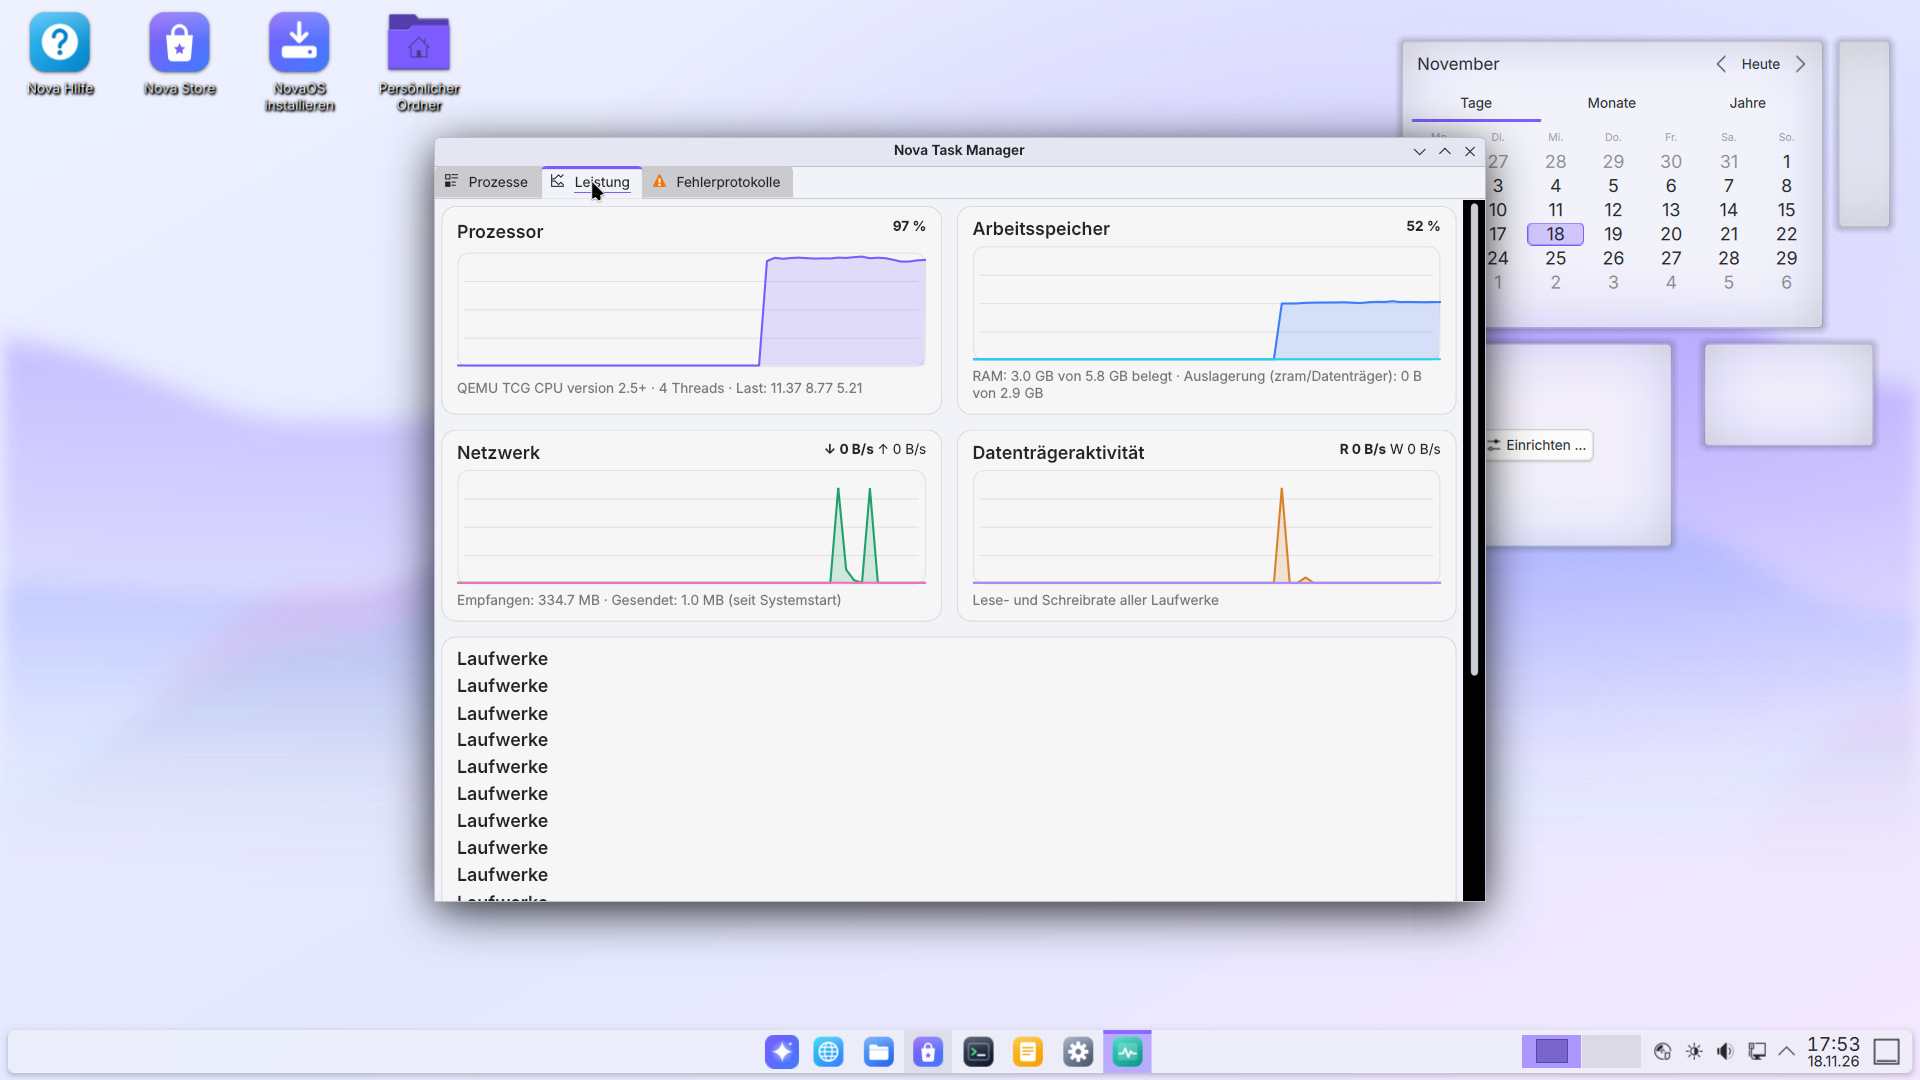 Nova Hilfe
Nova Store
NovaOS
installieren
Persönlicher
Ordner
November
Heute
Tage
Monate
Jahre
Mo. Di. Mi. Do. Fr. Sa. So.
27 28 29 30 31 1
3 4 5 6 7 8
10 11 12 13 14 15
17 18 19 20 21 22
24 25 26 27 28 29
1 2 3 4 5 6
Einrichten ...
Nova Task Manager
Prozesse
Leistung
Fehlerprotokolle
Prozessor
97 %
QEMU TCG CPU version 2.5+ · 4 Threads · Last: 11.37 8.77 5.21
Arbeitsspeicher
52 %
RAM: 3.0 GB von 5.8 GB belegt · Auslagerung (zram/Datenträger): 0 B
von 2.9 GB
Netzwerk
↓ 0 B/s ↑ 0 B/s
Empfangen: 334.7 MB · Gesendet: 1.0 MB (seit Systemstart)
Datenträgeraktivität
R 0 B/s W 0 B/s
Lese- und Schreibrate aller Laufwerke
Laufwerke
Laufwerke
Laufwerke
Laufwerke
Laufwerke
Laufwerke
Laufwerke
Laufwerke
Laufwerke
Laufwerke
17:53
18.11.26